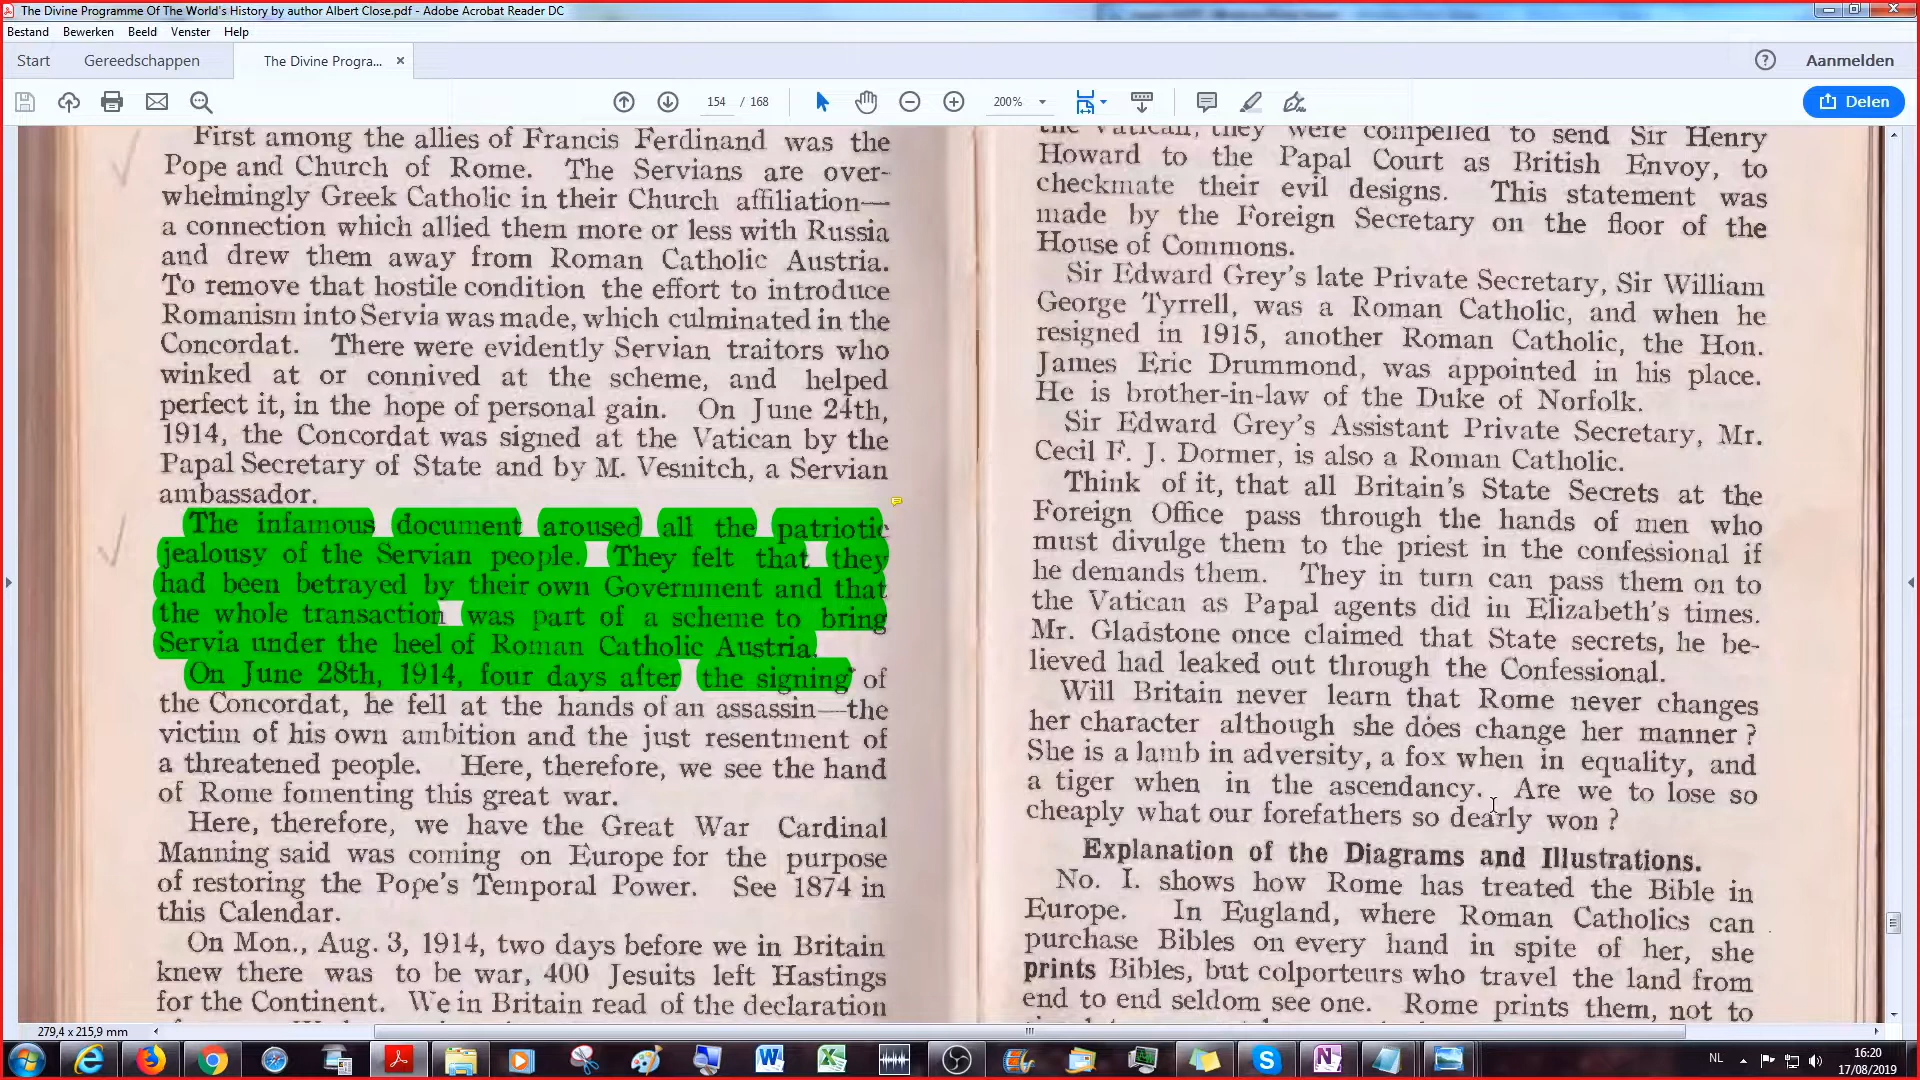 The Divine Programme Of The World's History by author Albert Close.pdf - Adobe Acrobat Reader DC
Bestand Bewerken Beeld Venster Help
Start Gereedschappen The Divine Progra... × Aanmelden
154 / 168 200% Delen
First among the allies of Francis Ferdinand was the
Pope and Church of Rome. The Servians are over-
whelmingly Greek Catholic in their Church affiliation—
a connection which allied them more or less with Russia
and drew them away from Roman Catholic Austria.
To remove that hostile condition the effort to introduce
Romanism into Servia was made, which culminated in the
Concordat. There were evidently Servian traitors who
winked at or connived at the scheme, and helped
perfect it, in the hope of personal gain. On June 24th,
1914, the Concordat was signed at the Vatican by the
Papal Secretary of State and by M. Vesnitch, a Servian
ambassador.
The infamous document aroused all the patriotic
jealousy of the Servian people. They felt that they
had been betrayed by their own Government and that
the whole transaction was part of a scheme to bring
Servia under the heel of Roman Catholic Austria.
On June 28th, 1914, four days after the signing of
the Concordat, he fell at the hands of an assassin—the
victim of his own ambition and the just resentment of
a threatened people. Here, therefore, we see the hand
of Rome fomenting this great war.
Here, therefore, we have the Great War Cardinal
Manning said was coming on Europe for the purpose
of restoring the Pope's Temporal Power. See 1874 in
this Calendar.
On Mon., Aug. 3, 1914, two days before we in Britain
knew there was to be war, 400 Jesuits left Hastings
for the Continent. We in Britain read of the declaration
the Vatican, they were compelled to send Sir Henry
Howard to the Papal Court as British Envoy, to
checkmate their evil designs. This statement was
made by the Foreign Secretary on the floor of the
House of Commons.
Sir Edward Grey's late Private Secretary, Sir William
George Tyrrell, was a Roman Catholic, and when he
resigned in 1915, another Roman Catholic, the Hon.
James Eric Drummond, was appointed in his place.
He is brother-in-law of the Duke of Norfolk.
Sir Edward Grey's Assistant Private Secretary, Mr.
Cecil F. J. Dormer, is also a Roman Catholic.
Think of it, that all Britain's State Secrets at the
Foreign Office pass through the hands of men who
must divulge them to the priest in the confessional if
he demands them. They in turn can pass them on to
the Vatican as Papal agents did in Elizabeth's times.
Mr. Gladstone once claimed that State secrets, he be-
lieved had leaked out through the Confessional.
Will Britain never learn that Rome never changes
her character although she does change her manner ?
She is a lamb in adversity, a fox when in equality, and
a tiger when in the ascendancy. Are we to lose so
cheaply what our forefathers so dearly won ?
Explanation of the Diagrams and Illustrations.
No. I. shows how Rome has treated the Bible in
Europe. In England, where Roman Catholics can
purchase Bibles on every hand in spite of her, she
prints Bibles, but colporteurs who travel the land from
end to end seldom see one. Rome prints them, not to
279,4 x 215,9 mm
NL 16:20
17/08/2019